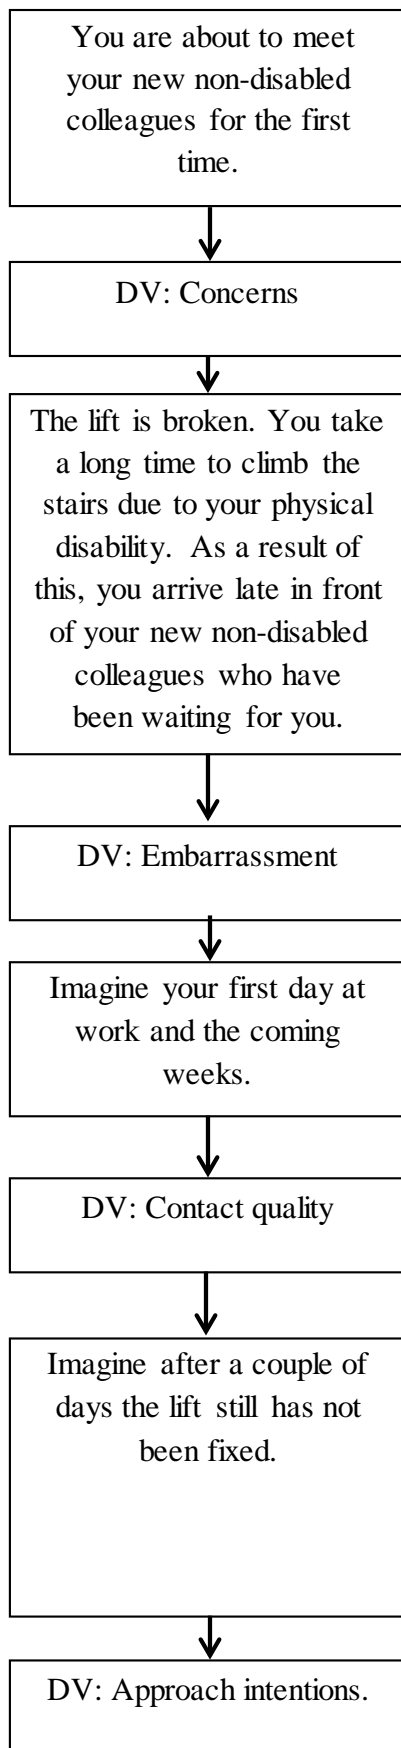 You are about to meet
your new non-disabled
colleagues for the first
time.
DV: Concerns
The lift is broken. You take
a long time to climb the
stairs due to your physical
disability. As a result of
this, you arrive late in front
of your new non-disabled
colleagues who have
been waiting for you.
DV: Embarrassment
Imagine your first day at
work and the coming
weeks.
DV: Contact quality
Imagine after a couple of
days the lift still has not
been fixed.
DV: Approach intentions.